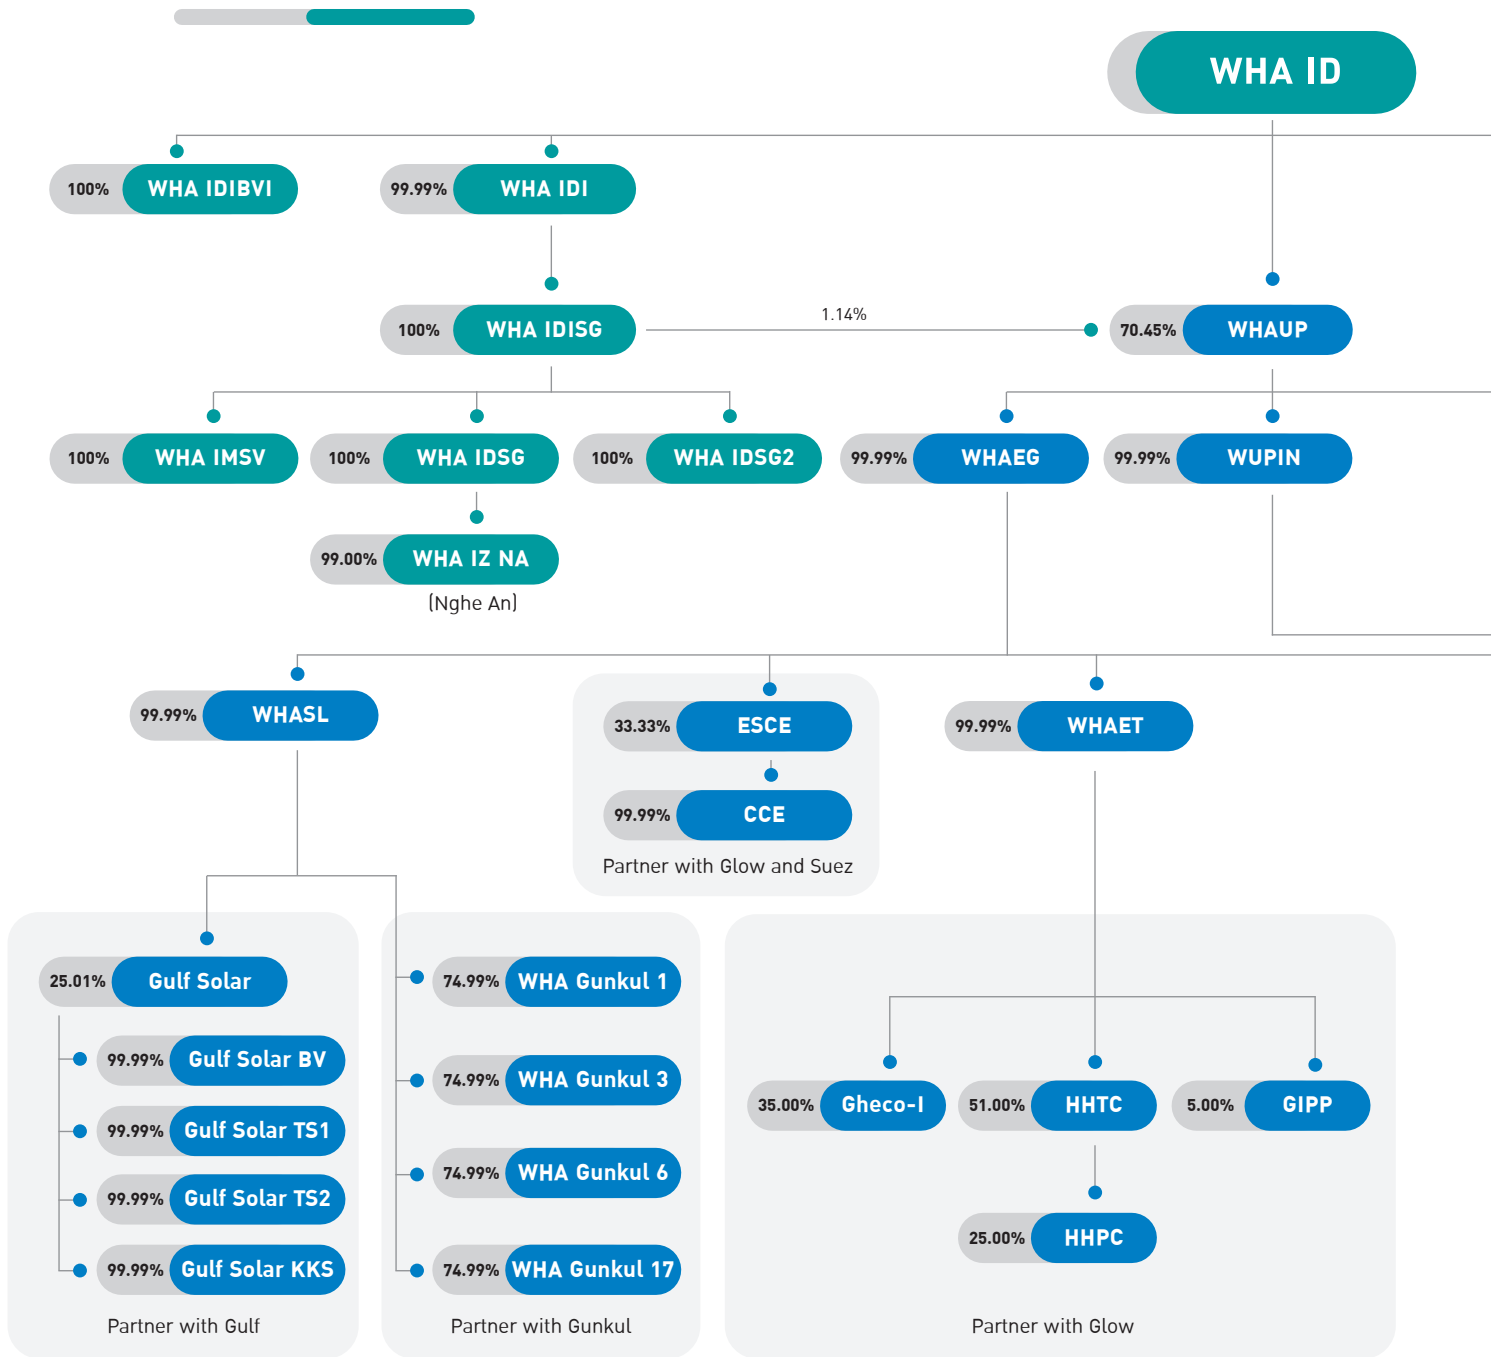 WHA ID
100% WHA IDIBVI
99.99% WHA IDI
100% WHA IDISG
1.14%
70.45% WHAUP
100% WHA IMSV
100% WHA IDSG
100% WHA IDSG2
99.99% WHAEG
99.99% WUPIN
99.00% WHA IZ NA
(Nghe An)
99.99% WHASL
33.33% ESCE
99.99% WHAET
99.99% CCE
Partner with Glow and Suez
25.01% Gulf Solar
99.99% Gulf Solar BV
99.99% Gulf Solar TS1
99.99% Gulf Solar TS2
99.99% Gulf Solar KKS
Partner with Gulf
74.99% WHA Gunkul 1
74.99% WHA Gunkul 3
74.99% WHA Gunkul 6
74.99% WHA Gunkul 17
Partner with Gunkul
35.00% Gheco-I
51.00% HHTC
5.00% GIPP
25.00% HHPC
Partner with Glow